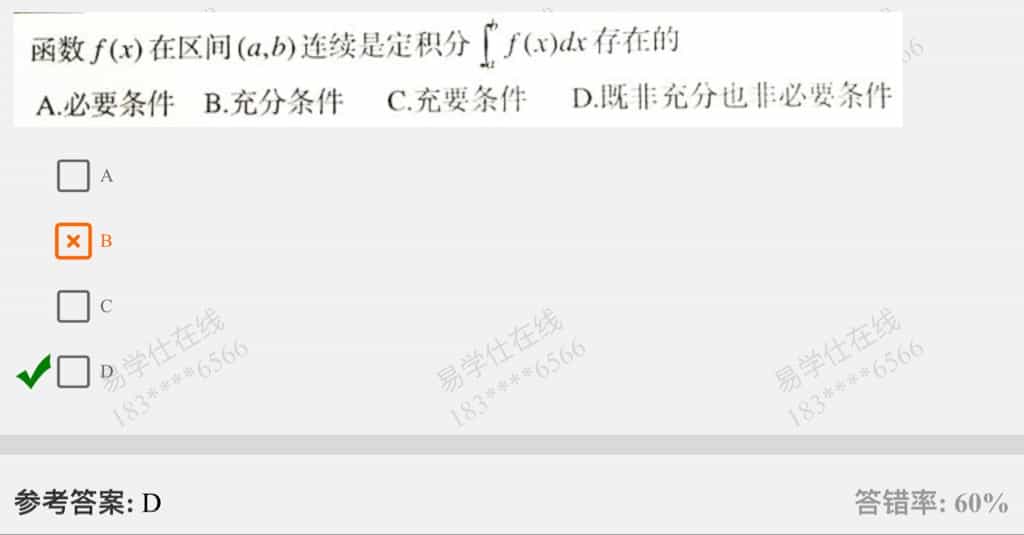 函数 f(x) 在区间 (a,b) 连续是定积分 ∫_a^b f(x)dx 存在的
A.必要条件 B.充分条件 C.充要条件 D.既非充分也非必要条件
A
B
C
D
易学仕在线 易学仕在线 易学仕在线
183****6566 183****6566 183****6566
参考答案: D 答错率: 60%